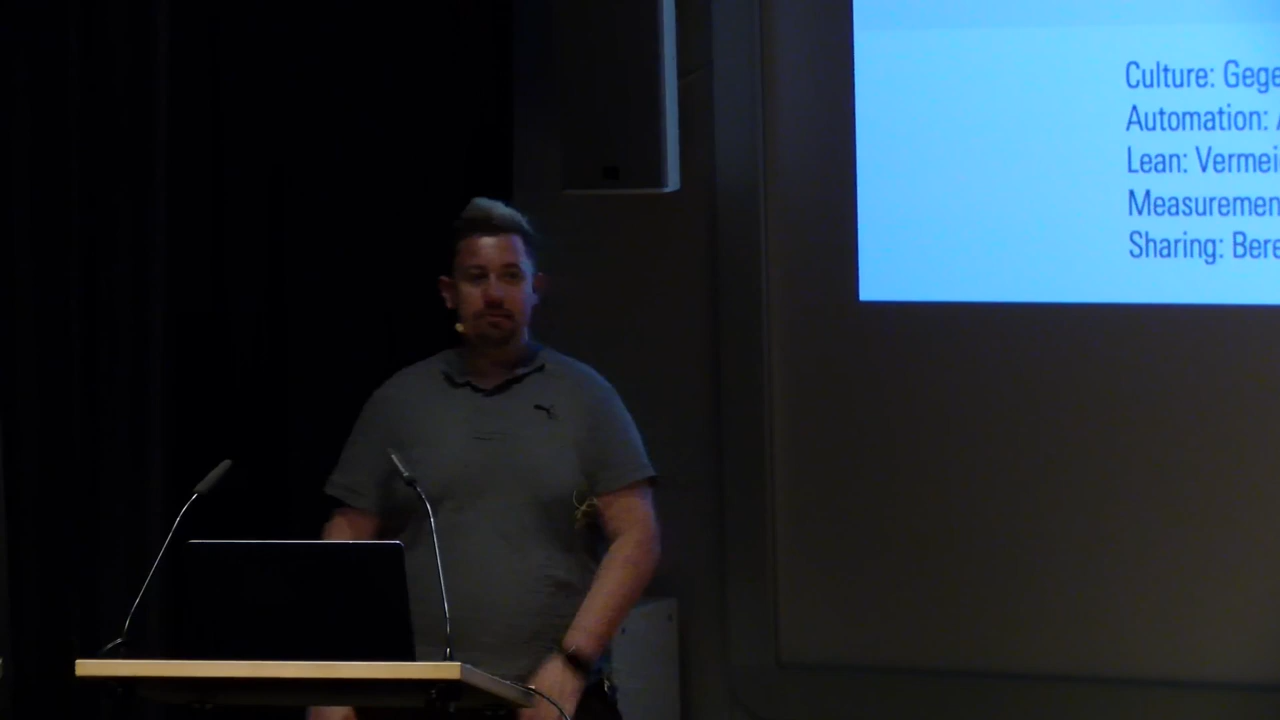 Culture: Gege
Automation: A
Lean: Vermei
Measuremen
Sharing: Bere